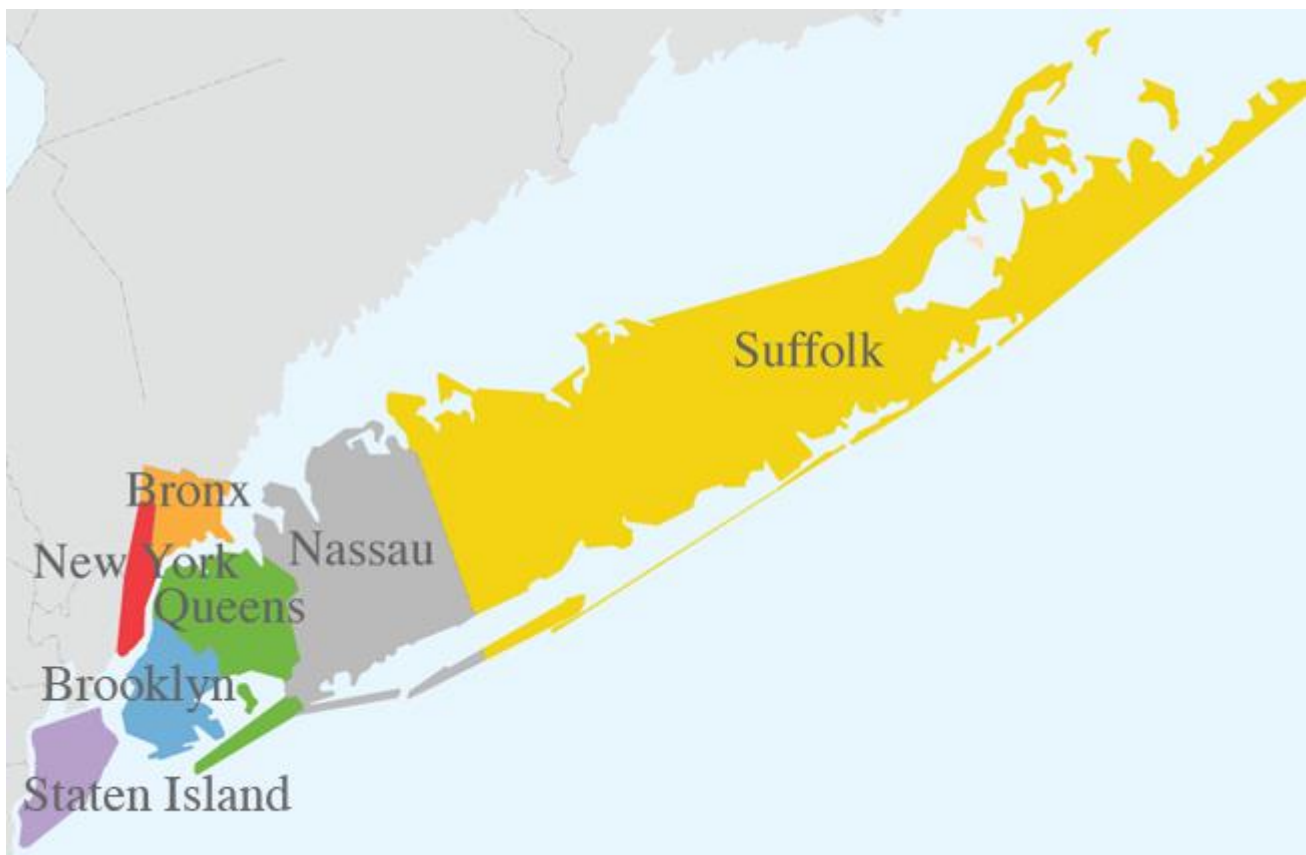 Suffolk
Bronx
Nassau
New York
Queens
Brooklyn
Staten Island